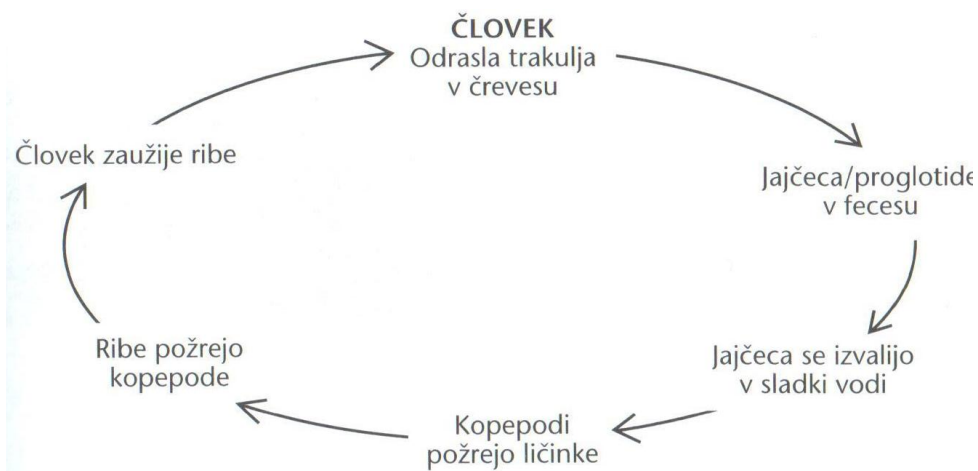 ČLOVEK
Odrasla trakulja
v črevesu
Jajčeca/proglotide
v fecesu
Jajčeca se izvalijo
v sladki vodi
Kopepodi
požrejo ličinke
Ribe požrejo
kopepode
Človek zaužije ribe